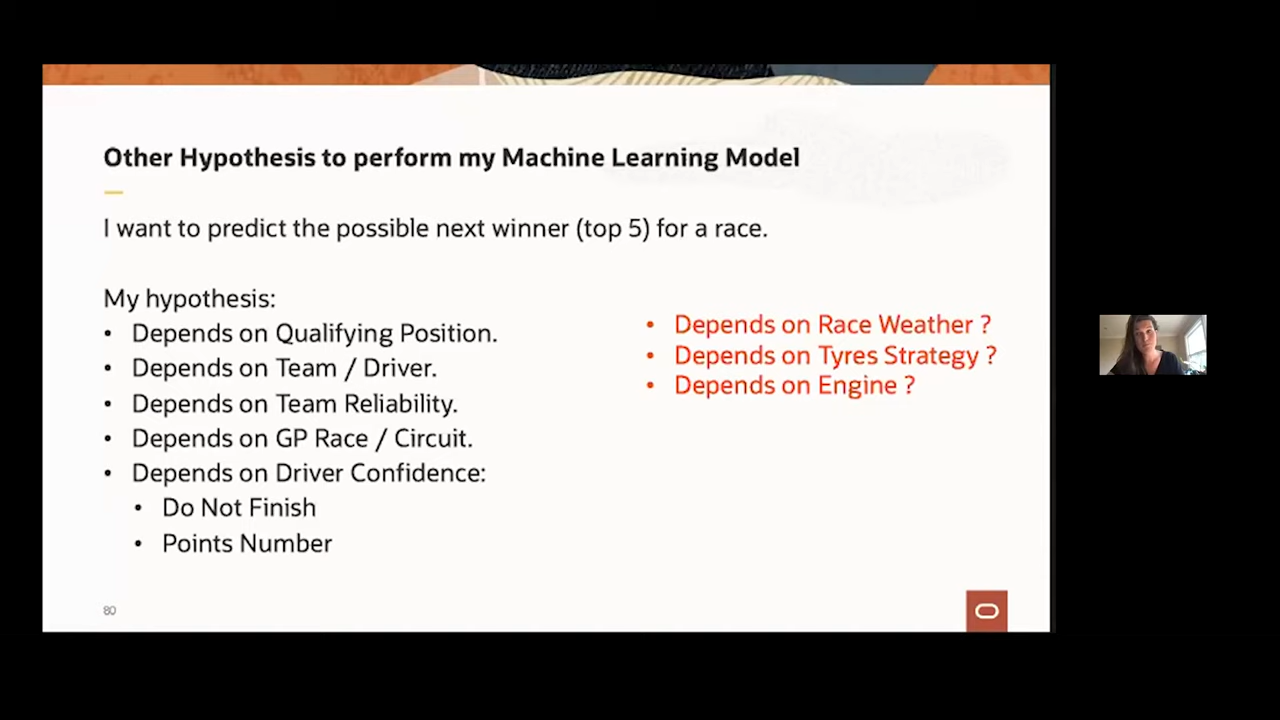 Other Hypothesis to perform my Machine Learning Model
I want to predict the possible next winner (top 5) for a race.
My hypothesis:
• Depends on Qualifying Position.
• Depends on Team / Driver.
• Depends on Team Reliability.
• Depends on GP Race / Circuit.
• Depends on Driver Confidence:
• Do Not Finish
• Points Number
• Depends on Race Weather ?
• Depends on Tyres Strategy ?
• Depends on Engine ?
80